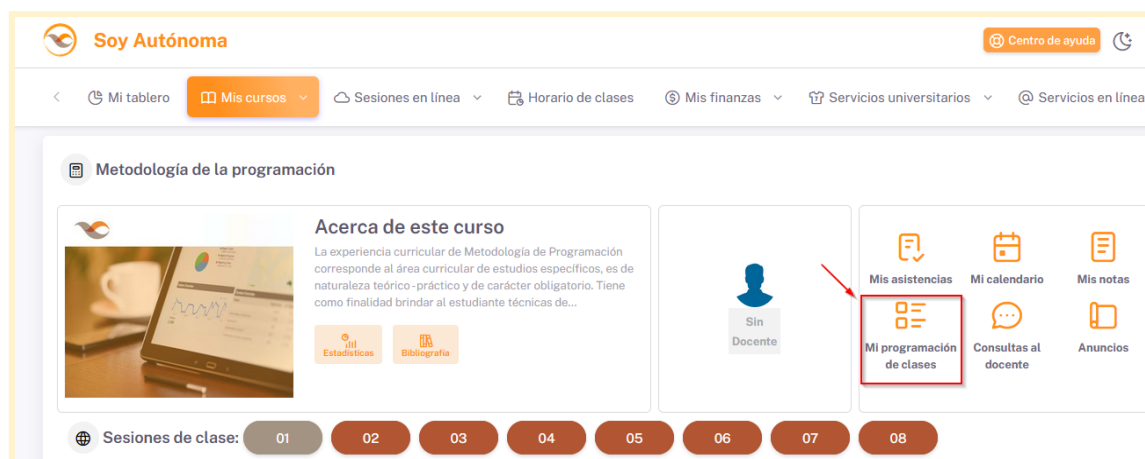 Soy Autónoma
Centro de ayuda
Mi tablero
Mis cursos
Sesiones en línea
Horario de clases
Mis finanzas
Servicios universitarios
Servicios en línea
Metodología de la programación
Acerca de este curso
La experiencia curricular de Metodología de Programación
corresponde al área curricular de estudios específicos, es de
naturaleza teórico -práctico y de carácter obligatorio. Tiene
como finalidad brindar al estudiante técnicas de...
Estadísticas
Bibliografía
Sin
Docente
Mis asistencias
Mi calendario
Mis notas
Mi programación
de clases
Consultas al
docente
Anuncios
Sesiones de clase:
01
02
03
04
05
06
07
08